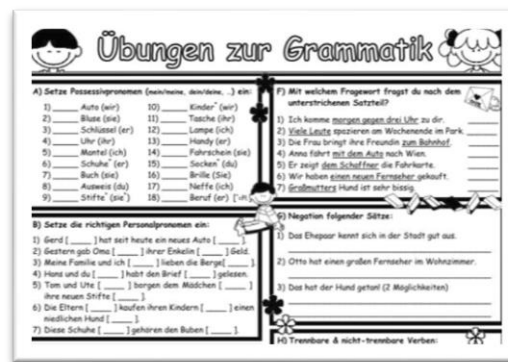 Übungen zur Grammatik
A) Setze Possessivpronomen (mein/meine, dein/deine, ..) ein:
1) _____ Auto (wir)
2) _____ Bluse (sie)
3) _____ Schlüssel (er)
4) _____ Uhr (ihr)
5) _____ Mantel (ich)
6) _____ Schuhe* (er)
7) _____ Buch (sie)
8) _____ Ausweis (du)
9) _____ Stifte* (sie*)
10) _____ Kinder* (wir)
11) _____ Tasche (ihr)
12) _____ Lampe (ich)
13) _____ Handy (er)
14) _____ Fahrschein (sie)
15) _____ Socken* (du)
16) _____ Brille (Sie)
17) _____ Neffe (ich)
18) _____ Beruf (er)
B) Setze die richtigen Personalpronomen ein:
1) Gerd [ _____ ] hat seit heute ein neues Auto [ _____ ].
2) Gestern gab Oma [ _____ ] ihrer Enkelin [ _____ ] Geld.
3) Meine Familie und ich [ _____ ] lieben die Berge[ _____ ].
4) Hans und du [ _____ ] habt den Brief [ _____ ] gelesen.
5) Tom und Ute [ _____ ] borgen dem Mädchen [ _____ ]
ihre neuen Stifte [ _____ ].
6) Die Eltern [ _____ ] kaufen ihren Kindern [ _____ ] einen
niedlichen Hund [ _____ ].
7) Diese Schuhe [ _____ ] gehören den Buben [ _____ ].
F) Mit welchem Fragewort fragst du nach dem
unterstrichenen Satzteil?
1) Ich komme morgen gegen drei Uhr zu dir.
2) Viele Leute spazieren am Wochenende im Park.
3) Die Frau bringt ihre Freundin zum Bahnhof.
4) Anna fährt mit dem Auto nach Wien.
5) Er zeigt dem Schaffner die Fahrkarte.
6) Wir haben einen neuen Fernseher gekauft.
7) Großmutters Hund ist sehr bissig.
G) Negation folgender Sätze:
1) Das Ehepaar kennt sich in der Stadt gut aus.
2) Otto hat einen großen Fernseher im Wohnzimmer.
3) Das hat der Hund getan! (2 Möglichkeiten)
H) Trennbare & nicht-trennbare Verben: